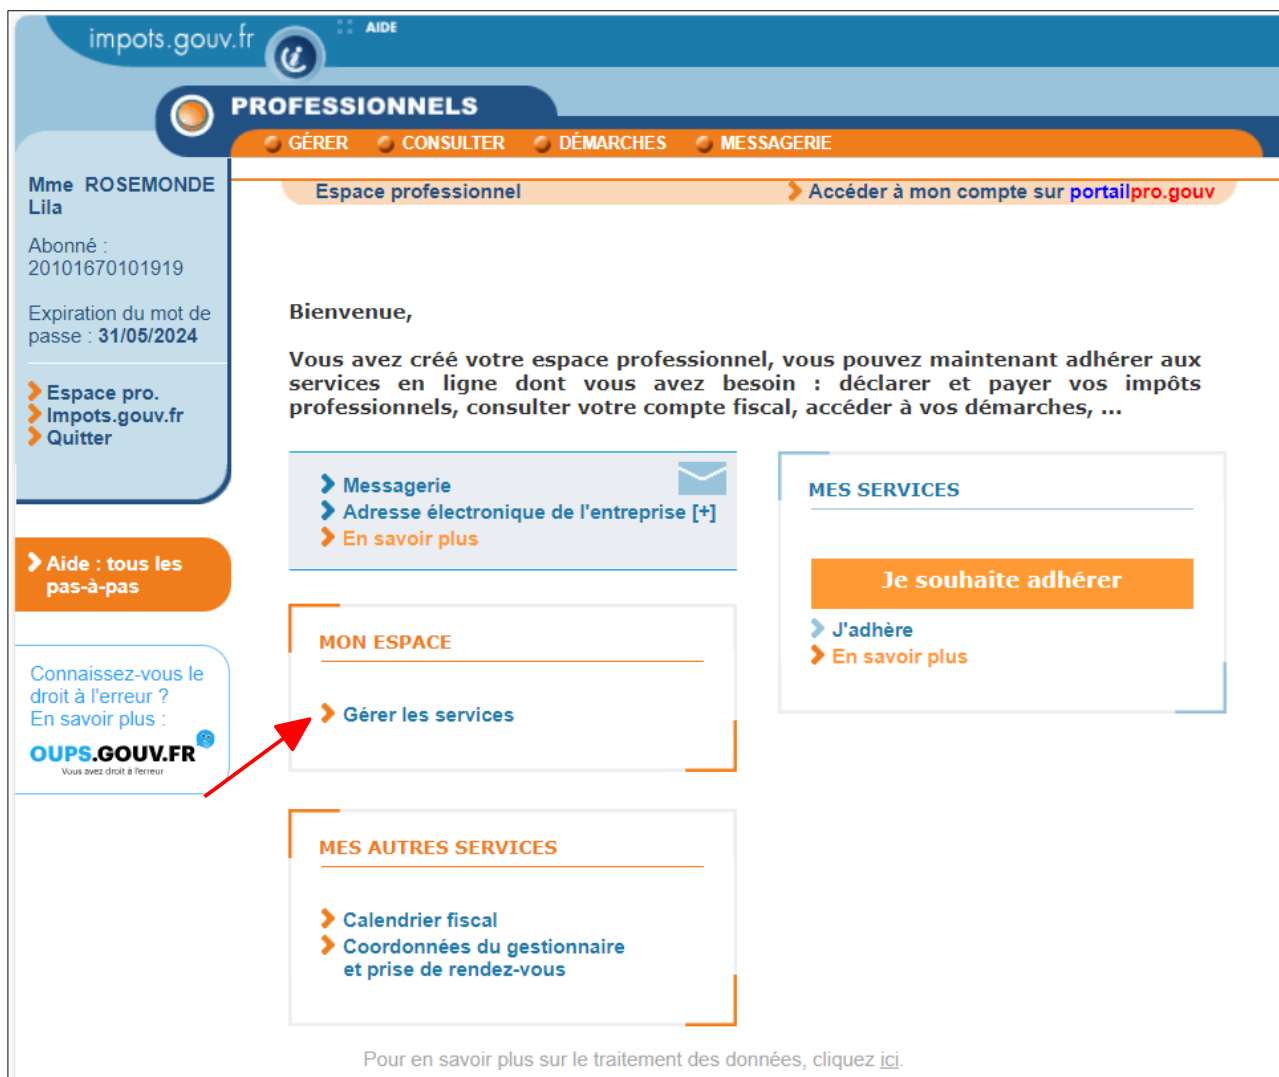 impots.gouv.fr
AIDE
PROFESSIONNELS
GÉRER CONSULTER DÉMARCHES MESSAGERIE
Mme ROSEMONDE
Lila
Abonné :
20101670101919
Expiration du mot de
passe : 31/05/2024
Espace pro.
Impots.gouv.fr
Quitter
Aide : tous les
pas-à-pas
Connaissez-vous le
droit à l'erreur ?
En savoir plus :
OUPS.GOUV.FR
Vous avez droit à l'erreur
Espace professionnel
Accéder à mon compte sur portailpro.gouv
Bienvenue,
Vous avez créé votre espace professionnel, vous pouvez maintenant adhérer aux
services en ligne dont vous avez besoin : déclarer et payer vos impôts
professionnels, consulter votre compte fiscal, accéder à vos démarches, ...
Messagerie
Adresse électronique de l'entreprise [+]
En savoir plus
MES SERVICES
Je souhaite adhérer
J'adhère
En savoir plus
MON ESPACE
Gérer les services
MES AUTRES SERVICES
Calendrier fiscal
Coordonnées du gestionnaire
et prise de rendez-vous
Pour en savoir plus sur le traitement des données, cliquez ici.